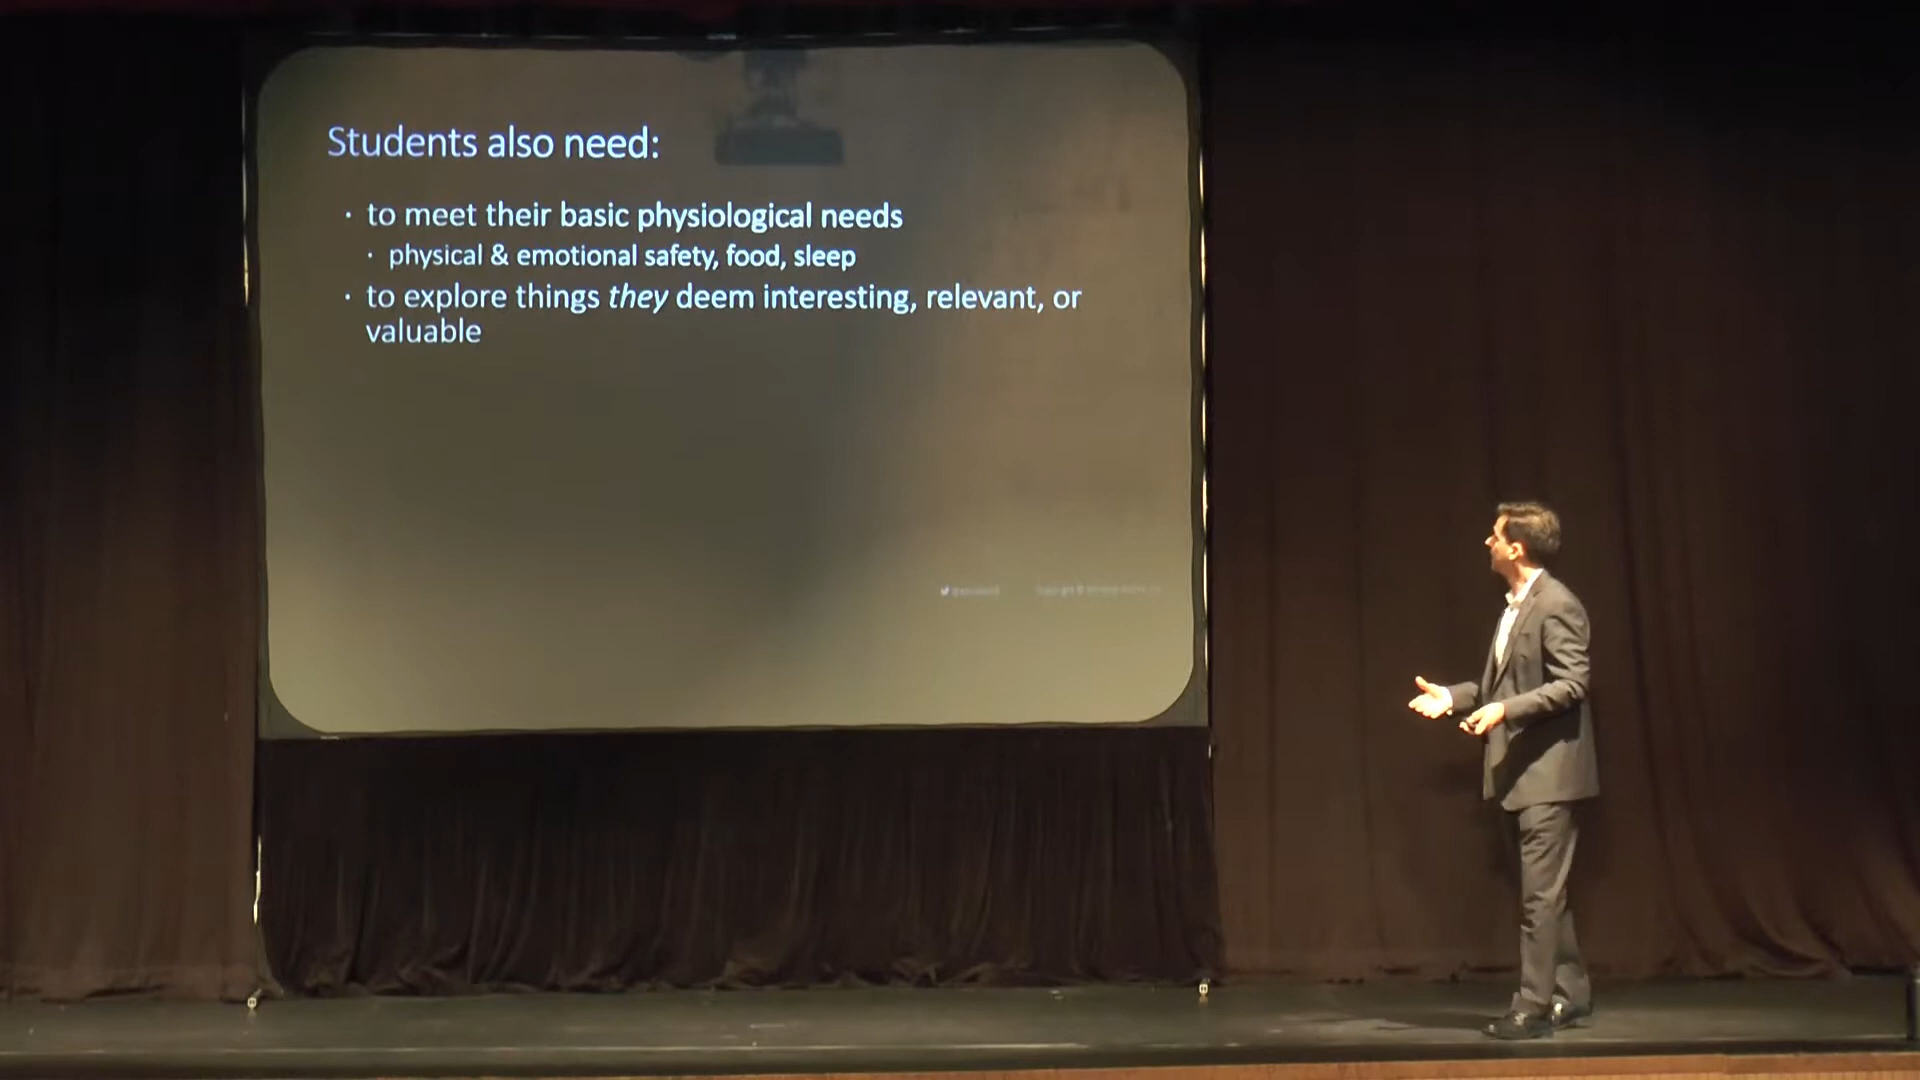 Students also need:
· to meet their basic physiological needs
· physical & emotional safety, food, sleep
· to explore things they deem interesting, relevant, or
valuable
Copyright ©